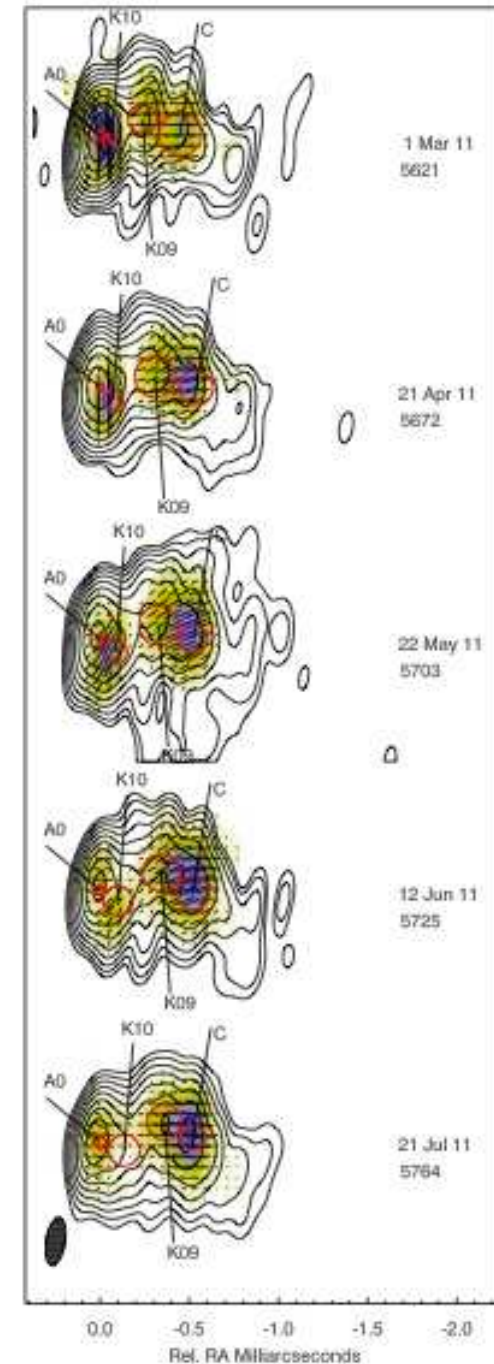 K10
C
A0
1 Mar 11
5621
K09
K10
C
A0
21 Apr 11
5672
K09
K10
C
A0
22 May 11
5703
K09
K10
C
A0
12 Jun 11
5725
K09
K10
C
A0
21 Jul 11
5764
K09
0.0 -0.5 -1.0 -1.5 -2.0
Rel. RA Milliarcseconds